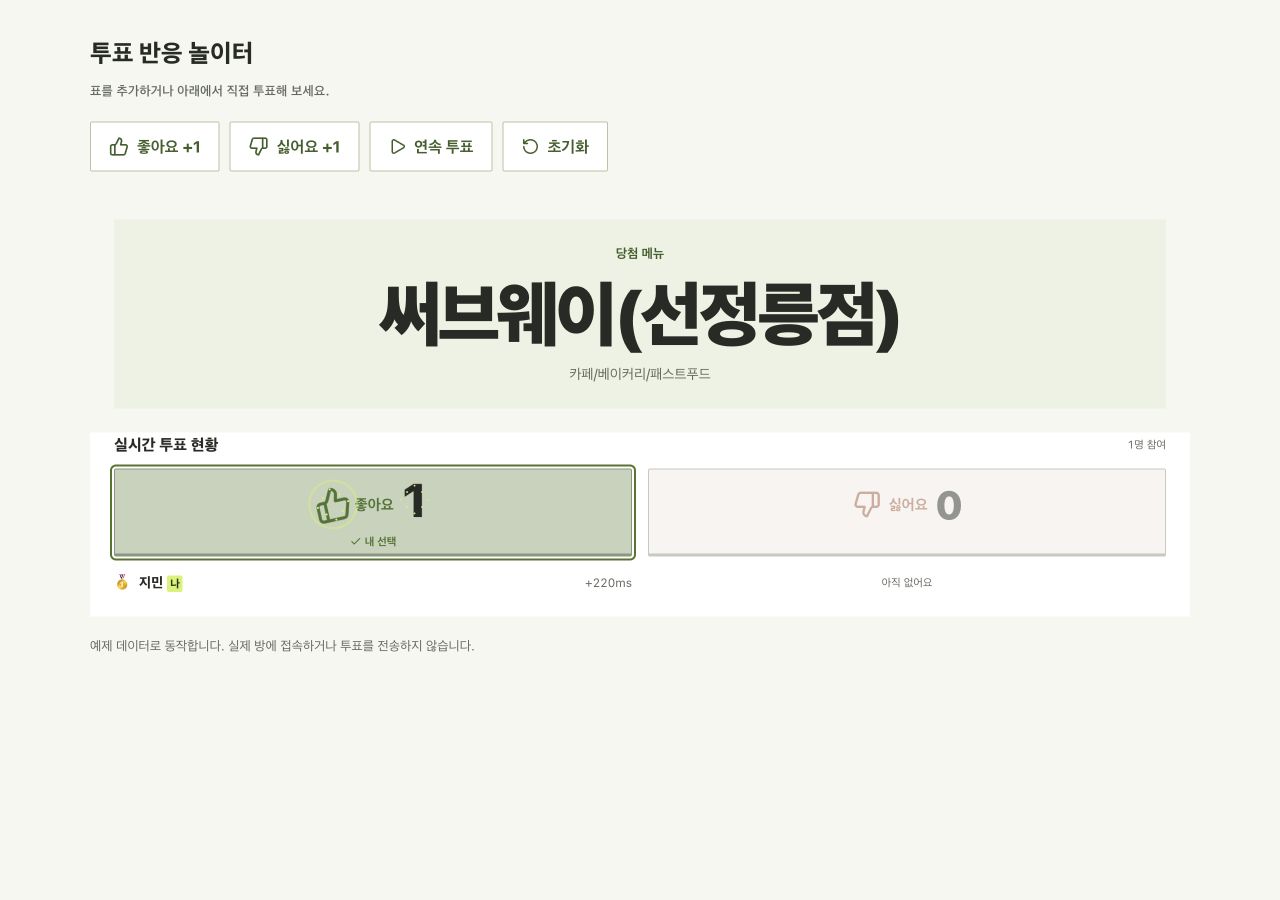 투표 반응 놀이터
표를 추가하거나 아래에서 직접 투표해 보세요.
좋아요 +1 싫어요 +1 연속 투표 초기화
당첨 메뉴
써브웨이(선정릉점)
카페/베이커리/패스트푸드
실시간 투표 현황 1명 참여
좋아요 1 싫어요 0
내 선택
지민 나 +220ms 아직 없어요
예제 데이터로 동작합니다. 실제 방에 접속하거나 투표를 전송하지 않습니다.